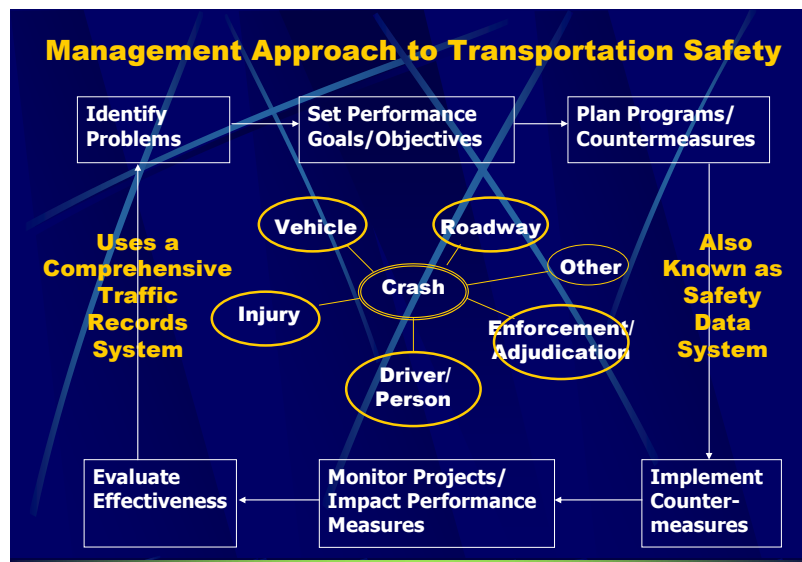 Management Approach to Transportation Safety
Identify
Problems
Set Performance
Goals/Objectives
Plan Programs/
Countermeasures
Uses a
Comprehensive
Traffic
Records
System
Vehicle
Roadway
Other
Crash
Injury
Enforcement/
Adjudication
Driver/
Person
Also
Known as
Safety
Data
System
Evaluate
Effectiveness
Monitor Projects/
Impact Performance
Measures
Implement
Counter-
measures